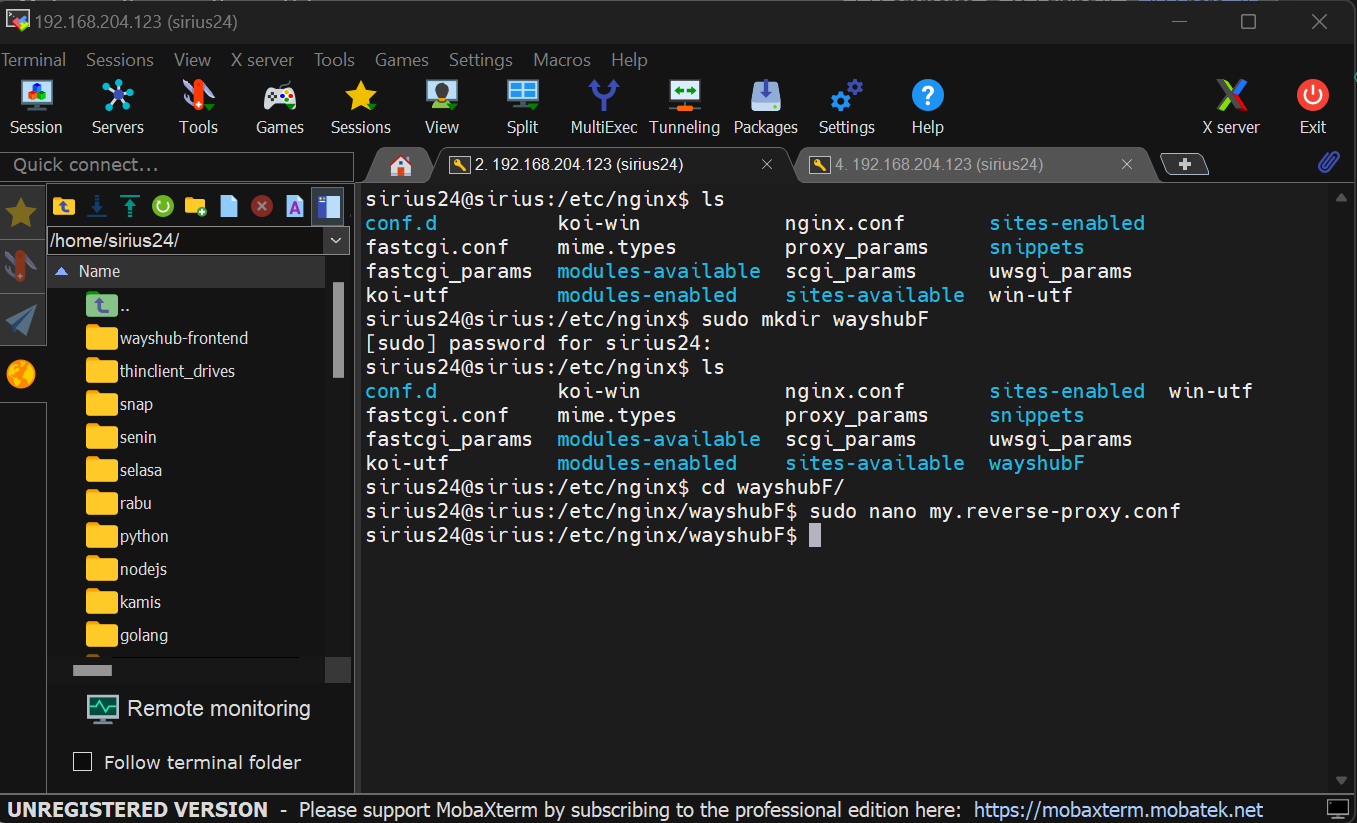 192.168.204.123 (sirius24)
Terminal Sessions View X server Tools Games Settings Macros Help
Session Servers Tools Games Sessions View Split MultiExec Tunneling Packages Settings Help X server Exit
Quick connect...
2. 192.168.204.123 (sirius24)
4. 192.168.204.123 (sirius24)
/home/sirius24/
Name
..
wayshub-frontend
thinclient_drives
snap
senin
selasa
rabu
python
nodejs
kamis
golang
Remote monitoring
Follow terminal folder
sirius24@sirius:/etc/nginx$ ls
conf.d koi-win nginx.conf sites-enabled
fastcgi.conf mime.types proxy_params snippets
fastcgi_params modules-available scgi_params uwsgi_params
koi-utf modules-enabled sites-available win-utf
sirius24@sirius:/etc/nginx$ sudo mkdir wayshubF
[sudo] password for sirius24:
sirius24@sirius:/etc/nginx$ ls
conf.d koi-win nginx.conf sites-enabled win-utf
fastcgi.conf mime.types proxy_params snippets
fastcgi_params modules-available scgi_params uwsgi_params
koi-utf modules-enabled sites-available wayshubF
sirius24@sirius:/etc/nginx$ cd wayshubF/
sirius24@sirius:/etc/nginx/wayshubF$ sudo nano my.reverse-proxy.conf
sirius24@sirius:/etc/nginx/wayshubF$
UNREGISTERED VERSION - Please support MobaXterm by subscribing to the professional edition here: https://mobaxterm.mobatek.net